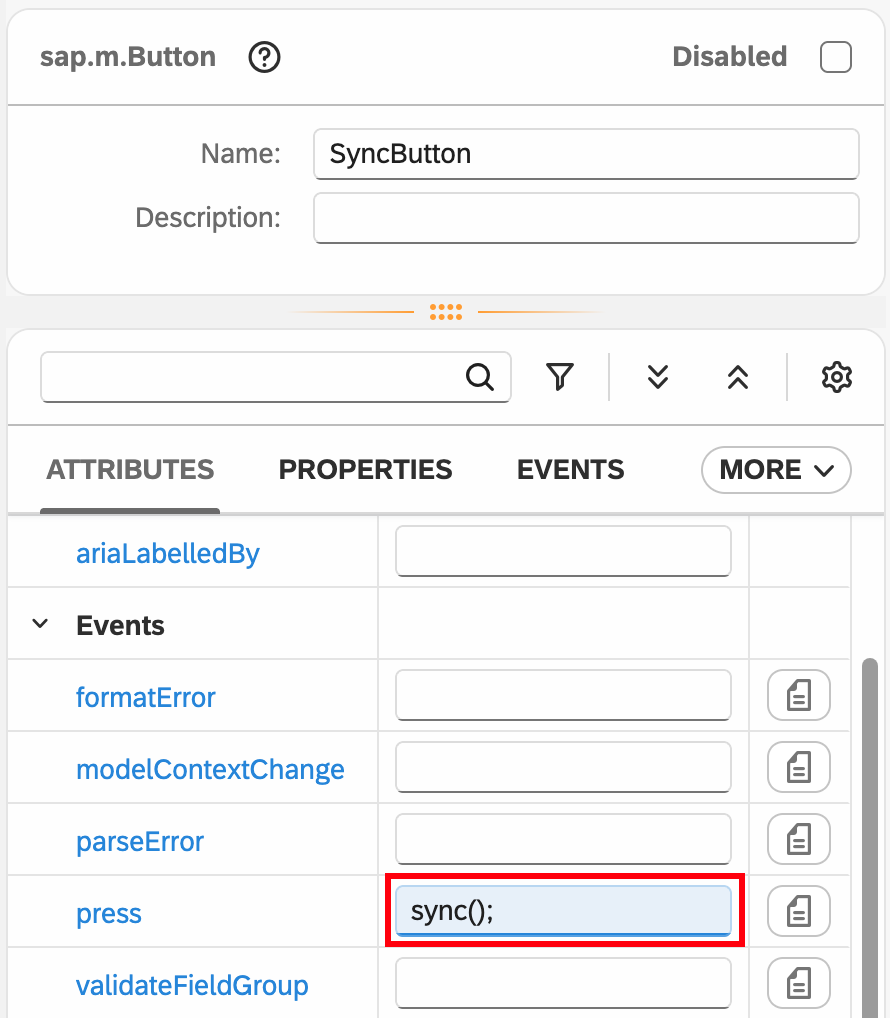 sap.m.Button Disabled
Name: SyncButton
Description:
ATTRIBUTES PROPERTIES EVENTS MORE
ariaLabelledBy
Events
formatError
modelContextChange
parseError
press sync();
validateFieldGroup